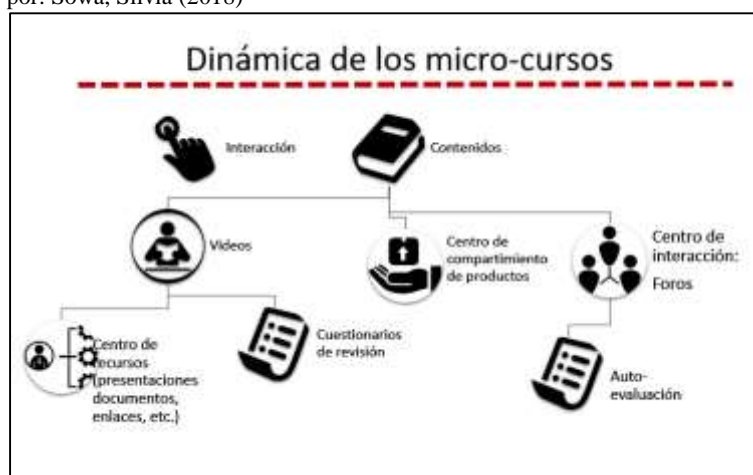 por: Sowa, Silvia (2018)
Dinámica de los micro-cursos
Interacción
Contenidos
Videos
Centro de
compartimiento
de productos
Centro de
interacción:
Foros
Centro de
recursos
(presentaciones
documentos,
enlaces, etc.)
Cuestionarios
de revisión
Auto-
evaluación